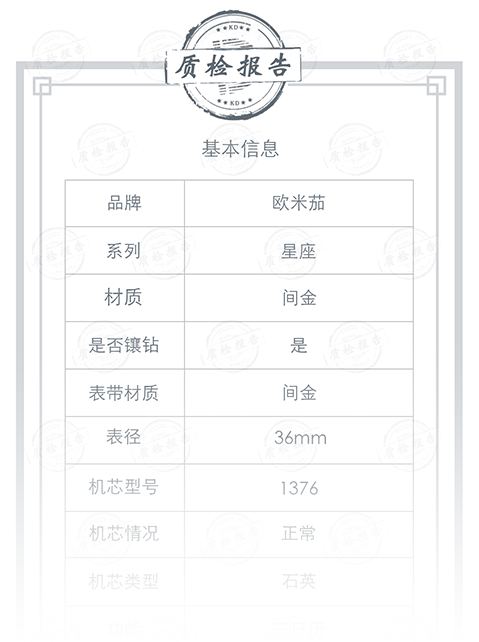 KD
质检报告
KD
基本信息
品牌 欧米茄
系列 星座
材质 间金
是否镶钻 是
表带材质 间金
表径 36mm
机芯型号 1376
机芯情况 正常
机芯类型 石英